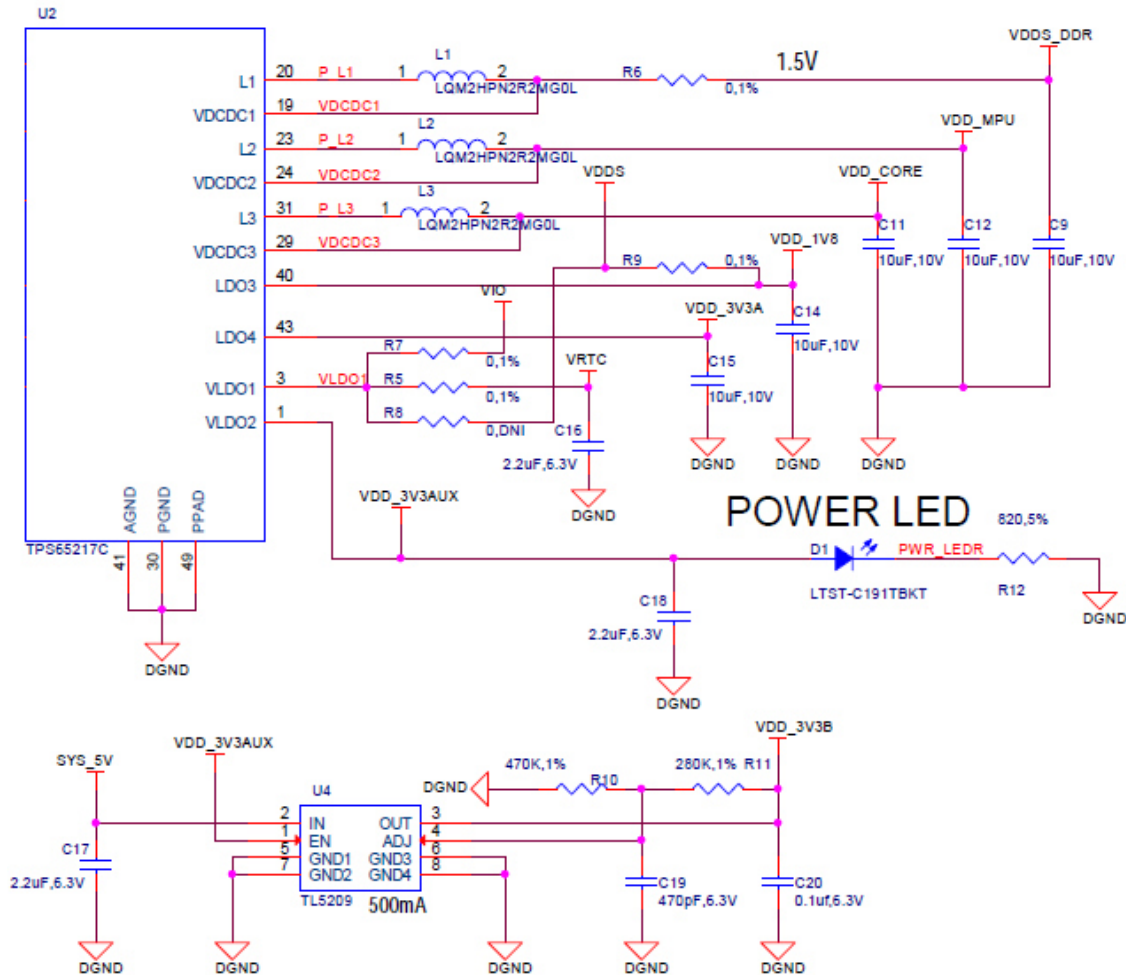 U2
VDDS_DDR
L1
20 P_L1 1 2 R6 1.5V
L1
LQM2HPN2R2MG0L 0,1%
19 VDCDC1
VDCDC1
L2 VDD_MPU
23 P_L2 1 2
L2
LQM2HPN2R2MG0L
24 VDCDC2
VDCDC2
L3 VDDS VDD_CORE
31 P_L3 1 2
L3
LQM2HPN2R2MG0L
C11 C12 C9
29 VDCDC3 VDD_1V8
VDCDC3
10uF,10V 10uF,10V 10uF,10V
40 R9 0,1%
LDO3
VIO
VDD_3V3A C14
43
LDO4
10uF,10V
R7
0,1% VRTC C15
3 VLDO1 R5
VLDO1
0,1% 10uF,10V
1 R8
VLDO2
0,DNI C16
2.2uF,6.3V
DGND DGND DGND
DGND
VDD_3V3AUX
POWER LED
AGND PGND PPAD
820,5%
TPS65217C
41 30 49
D1 PWR_LEDR
LTST-C191TBKT R12
C18
2.2uF,6.3V
DGND
DGND
DGND
VDD_3V3B
VDD_3V3AUX
SYS_5V
470K,1% 280K,1% R11
DGND R10
U4
2 IN OUT 3
1 EN ADJ 4
5 GND1 GND3 6
7 GND2 GND4 8
C17
2.2uF,6.3V
TL5209 500mA
C19 C20
470pF,6.3V 0.1uf,6.3V
DGND DGND DGND DGND DGND